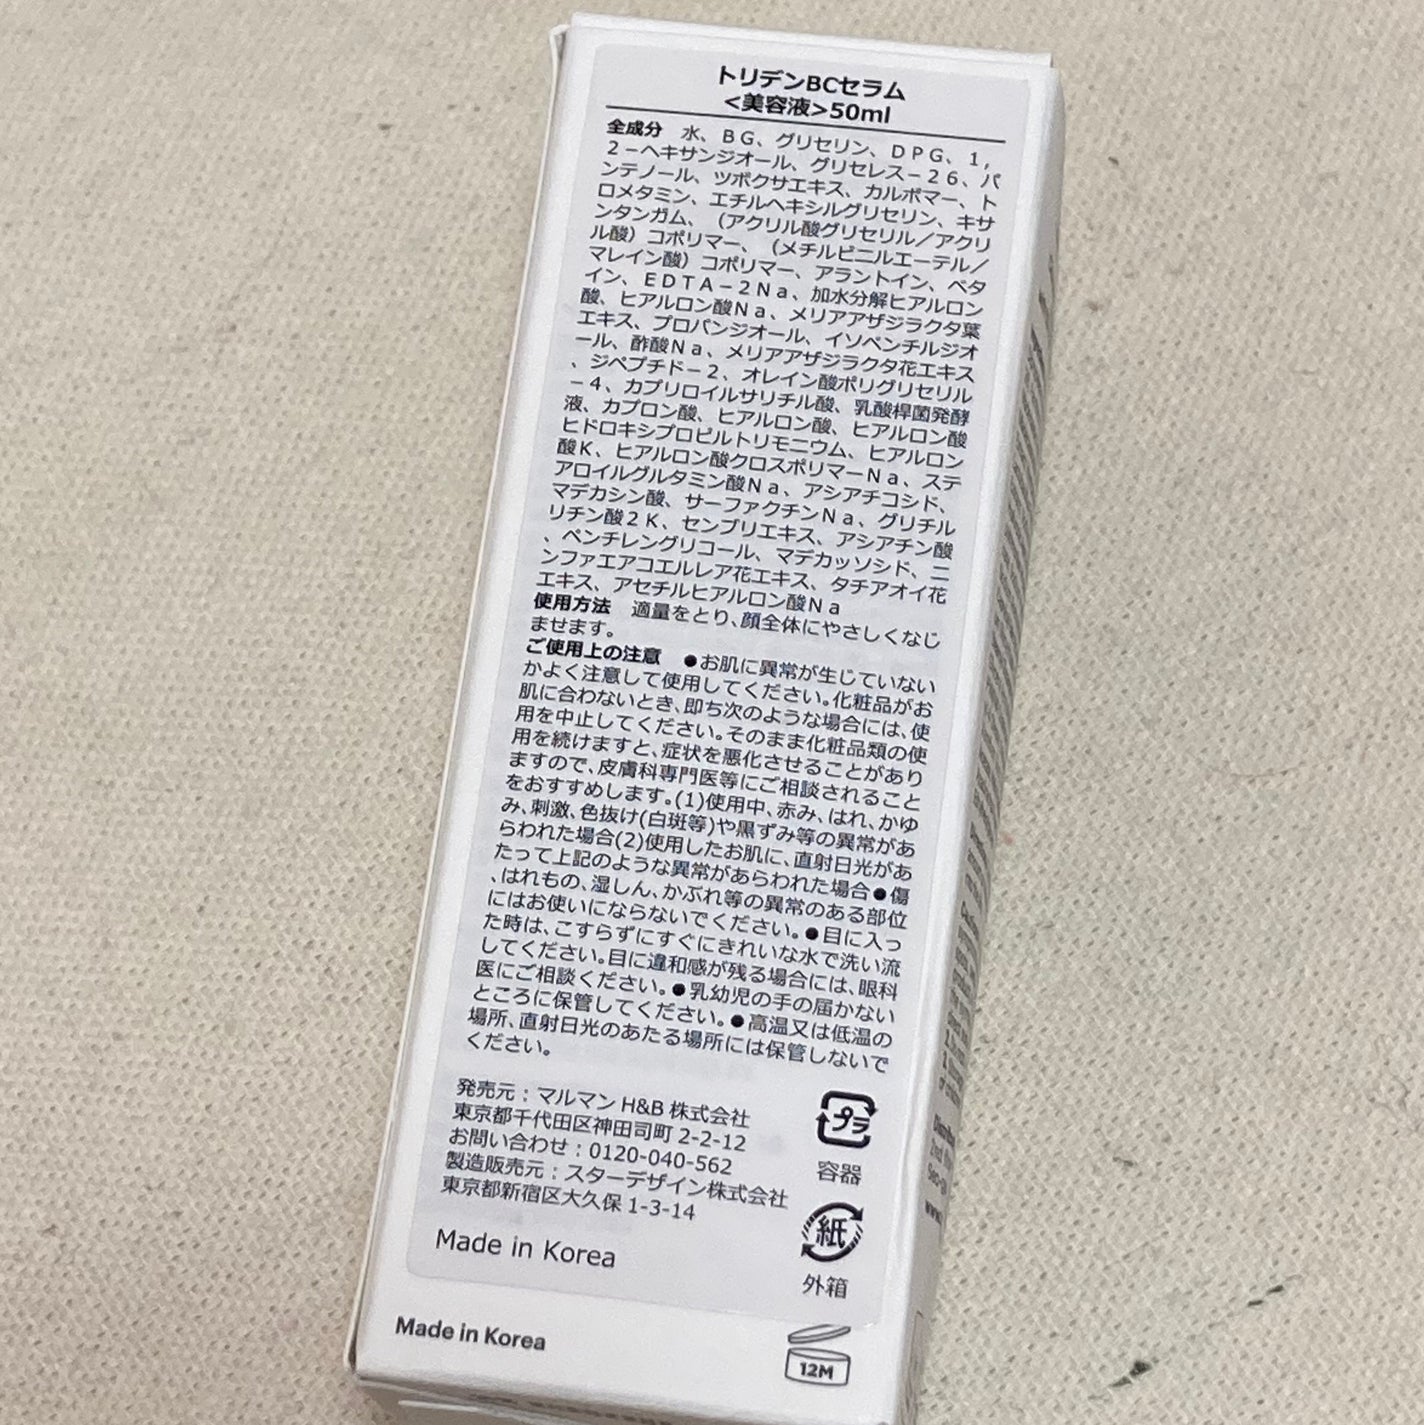 トリデンBCセラム
<美容液>50ml
全成分 水、BG、グリセリン、DPG、1,
2-ヘキサンジオール、グリセレス-26、パ
ンテノール、ツボクサエキス、カルボマー、ト
ロメタミン、エチルヘキシルグリセリン、キサ
ンタンガム、(アクリル酸グリセリル/アクリ
ル酸)コポリマー、(メチルビニルエーテル/
マレイン酸)コポリマー、アラントイン、ベタ
イン、EDTA-2Na、加水分解ヒアルロン
酸、ヒアルロン酸Na、メリアアザジラクタ葉
エキス、プロパンジオール、イソペンチルジオ
ール、酢酸Na、メリアアザジラクタ花エキス
、ジペプチド-2、オレイン酸ポリグリセリル
-4、カプリロイルサリチル酸、乳酸桿菌発酵
液、カプロン酸、ヒアルロン酸、ヒアルロン酸
ヒドロキシプロピルトリモニウム、ヒアルロン
酸K、ヒアルロン酸クロスポリマーNa、ステ
アロイルグルタミン酸Na、アシアチコシド、
マデカシン酸、サーファクチンNa、グリチル
リチン酸2K、センブリエキス、アシアチン酸
、ペンチレングリコール、マデカッソシド、ニ
ンファエアコエルレア花エキス、タチアオイ花
エキス、アセチルヒアルロン酸Na
使用方法 適量をとり、顔全体にやさしくなじ
ませます。
ご使用上の注意 ●お肌に異常が生じていない
かよく注意して使用してください。化粧品がお
肌に合わないとき、即ち次のような場合には、使
用を中止してください。そのまま化粧品類の使
用を続けますと、症状を悪化させることがあり
ますので、皮膚科専門医等にご相談されること
をおすすめします。(1)使用中、赤み、はれ、かゆ
み、刺激、色抜け(白斑等)や黒ずみ等の異常があ
らわれた場合(2)使用したお肌に、直射日光があ
たって上記のような異常があらわれた場合●傷
、はれもの、湿しん、かぶれ等の異常のある部位
にはお使いにならないでください。●目に入っ
た時は、こすらずにすぐにきれいな水で洗い流
してください。目に違和感が残る場合には、眼科
医にご相談ください。●乳幼児の手の届かない
ところに保管してください。●高温又は低温の
場所、直射日光のあたる場所には保管しないで
ください。
発売元:マルマン H&B 株式会社
東京都千代田区神田司町 2-2-12
お問い合わせ:0120-040-562
製造販売元:スターデザイン株式会社
東京都新宿区大久保 1-3-14
プラ
容器
紙
外箱
Made in Korea
Made in Korea
12M